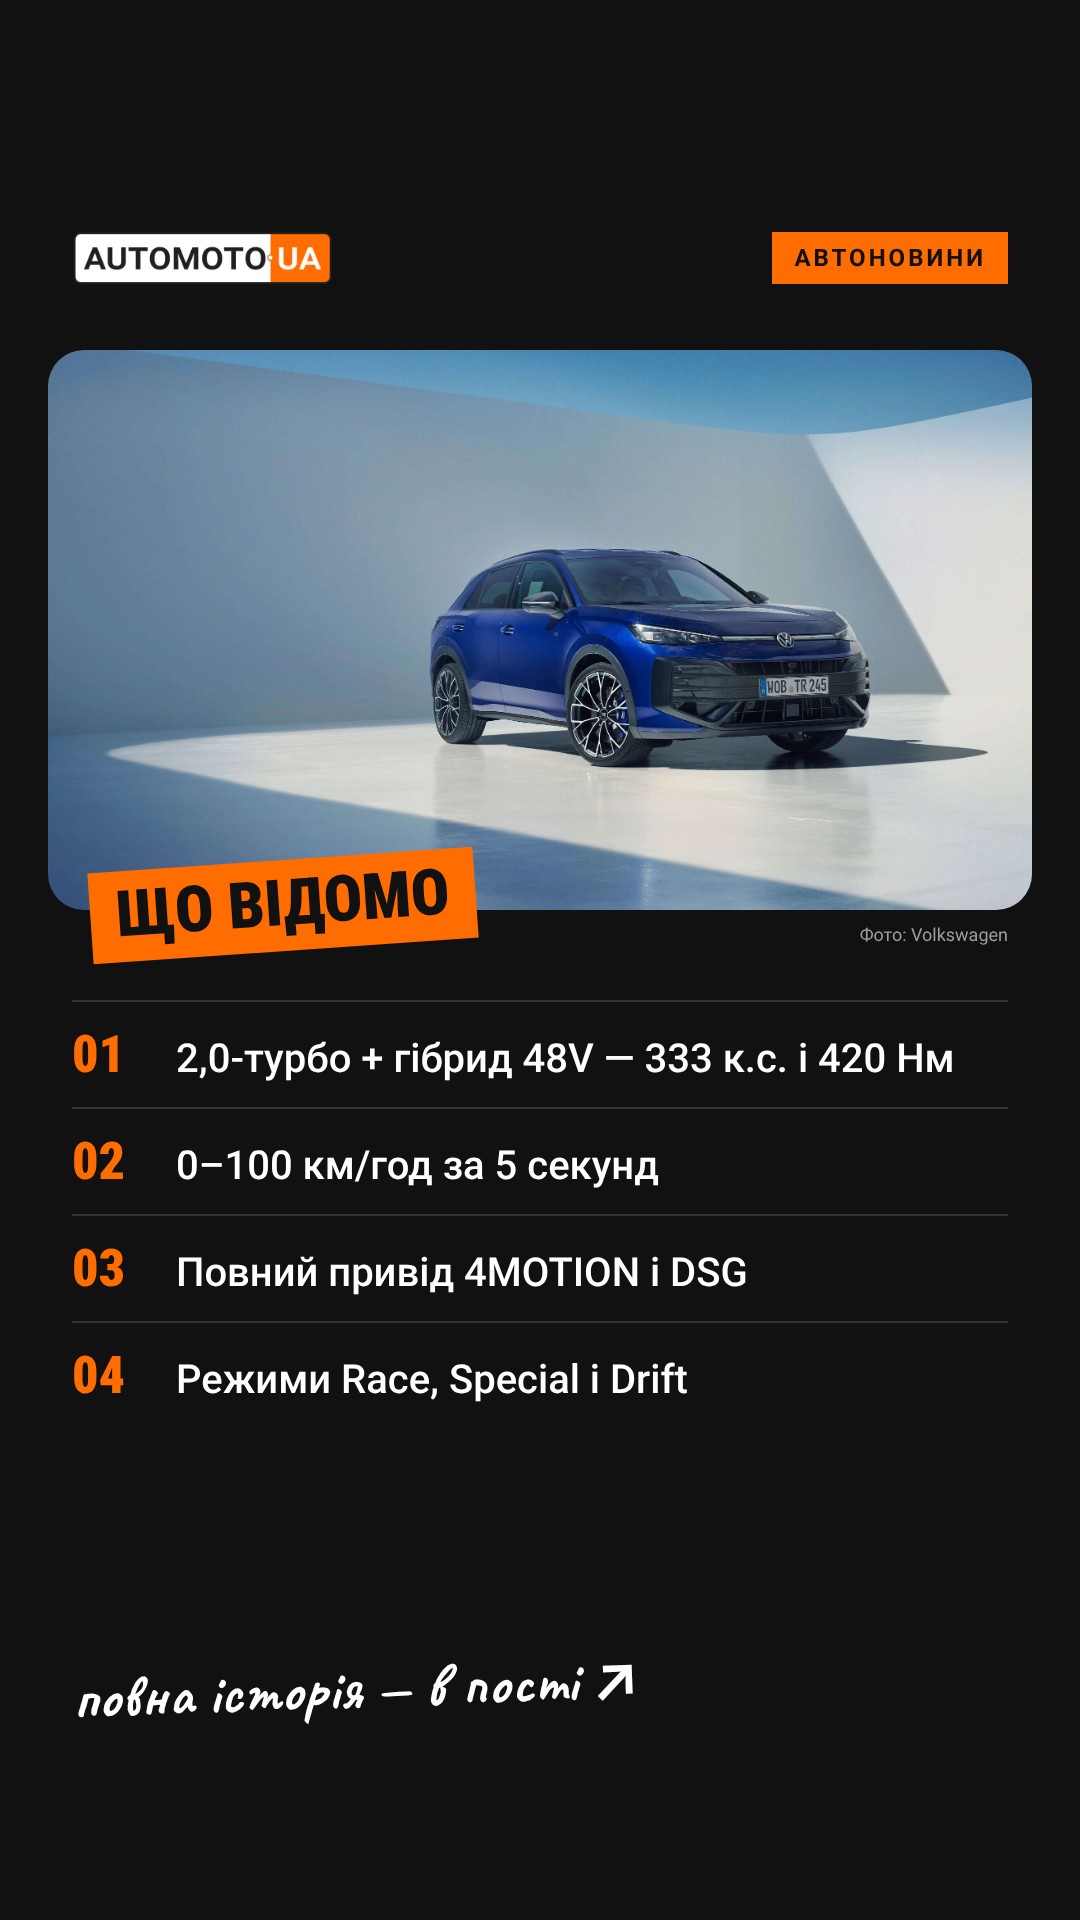 AUTOMOTO UA
АВТОНОВИНИ
WOB TR 245
ЩО ВІДОМО
Фото: Volkswagen
01 2,0-турбо + гібрид 48V — 333 к.с. і 420 Нм
02 0–100 км/год за 5 секунд
03 Повний привід 4MOTION і DSG
04 Режими Race, Special і Drift
повна історія — в пості ↗